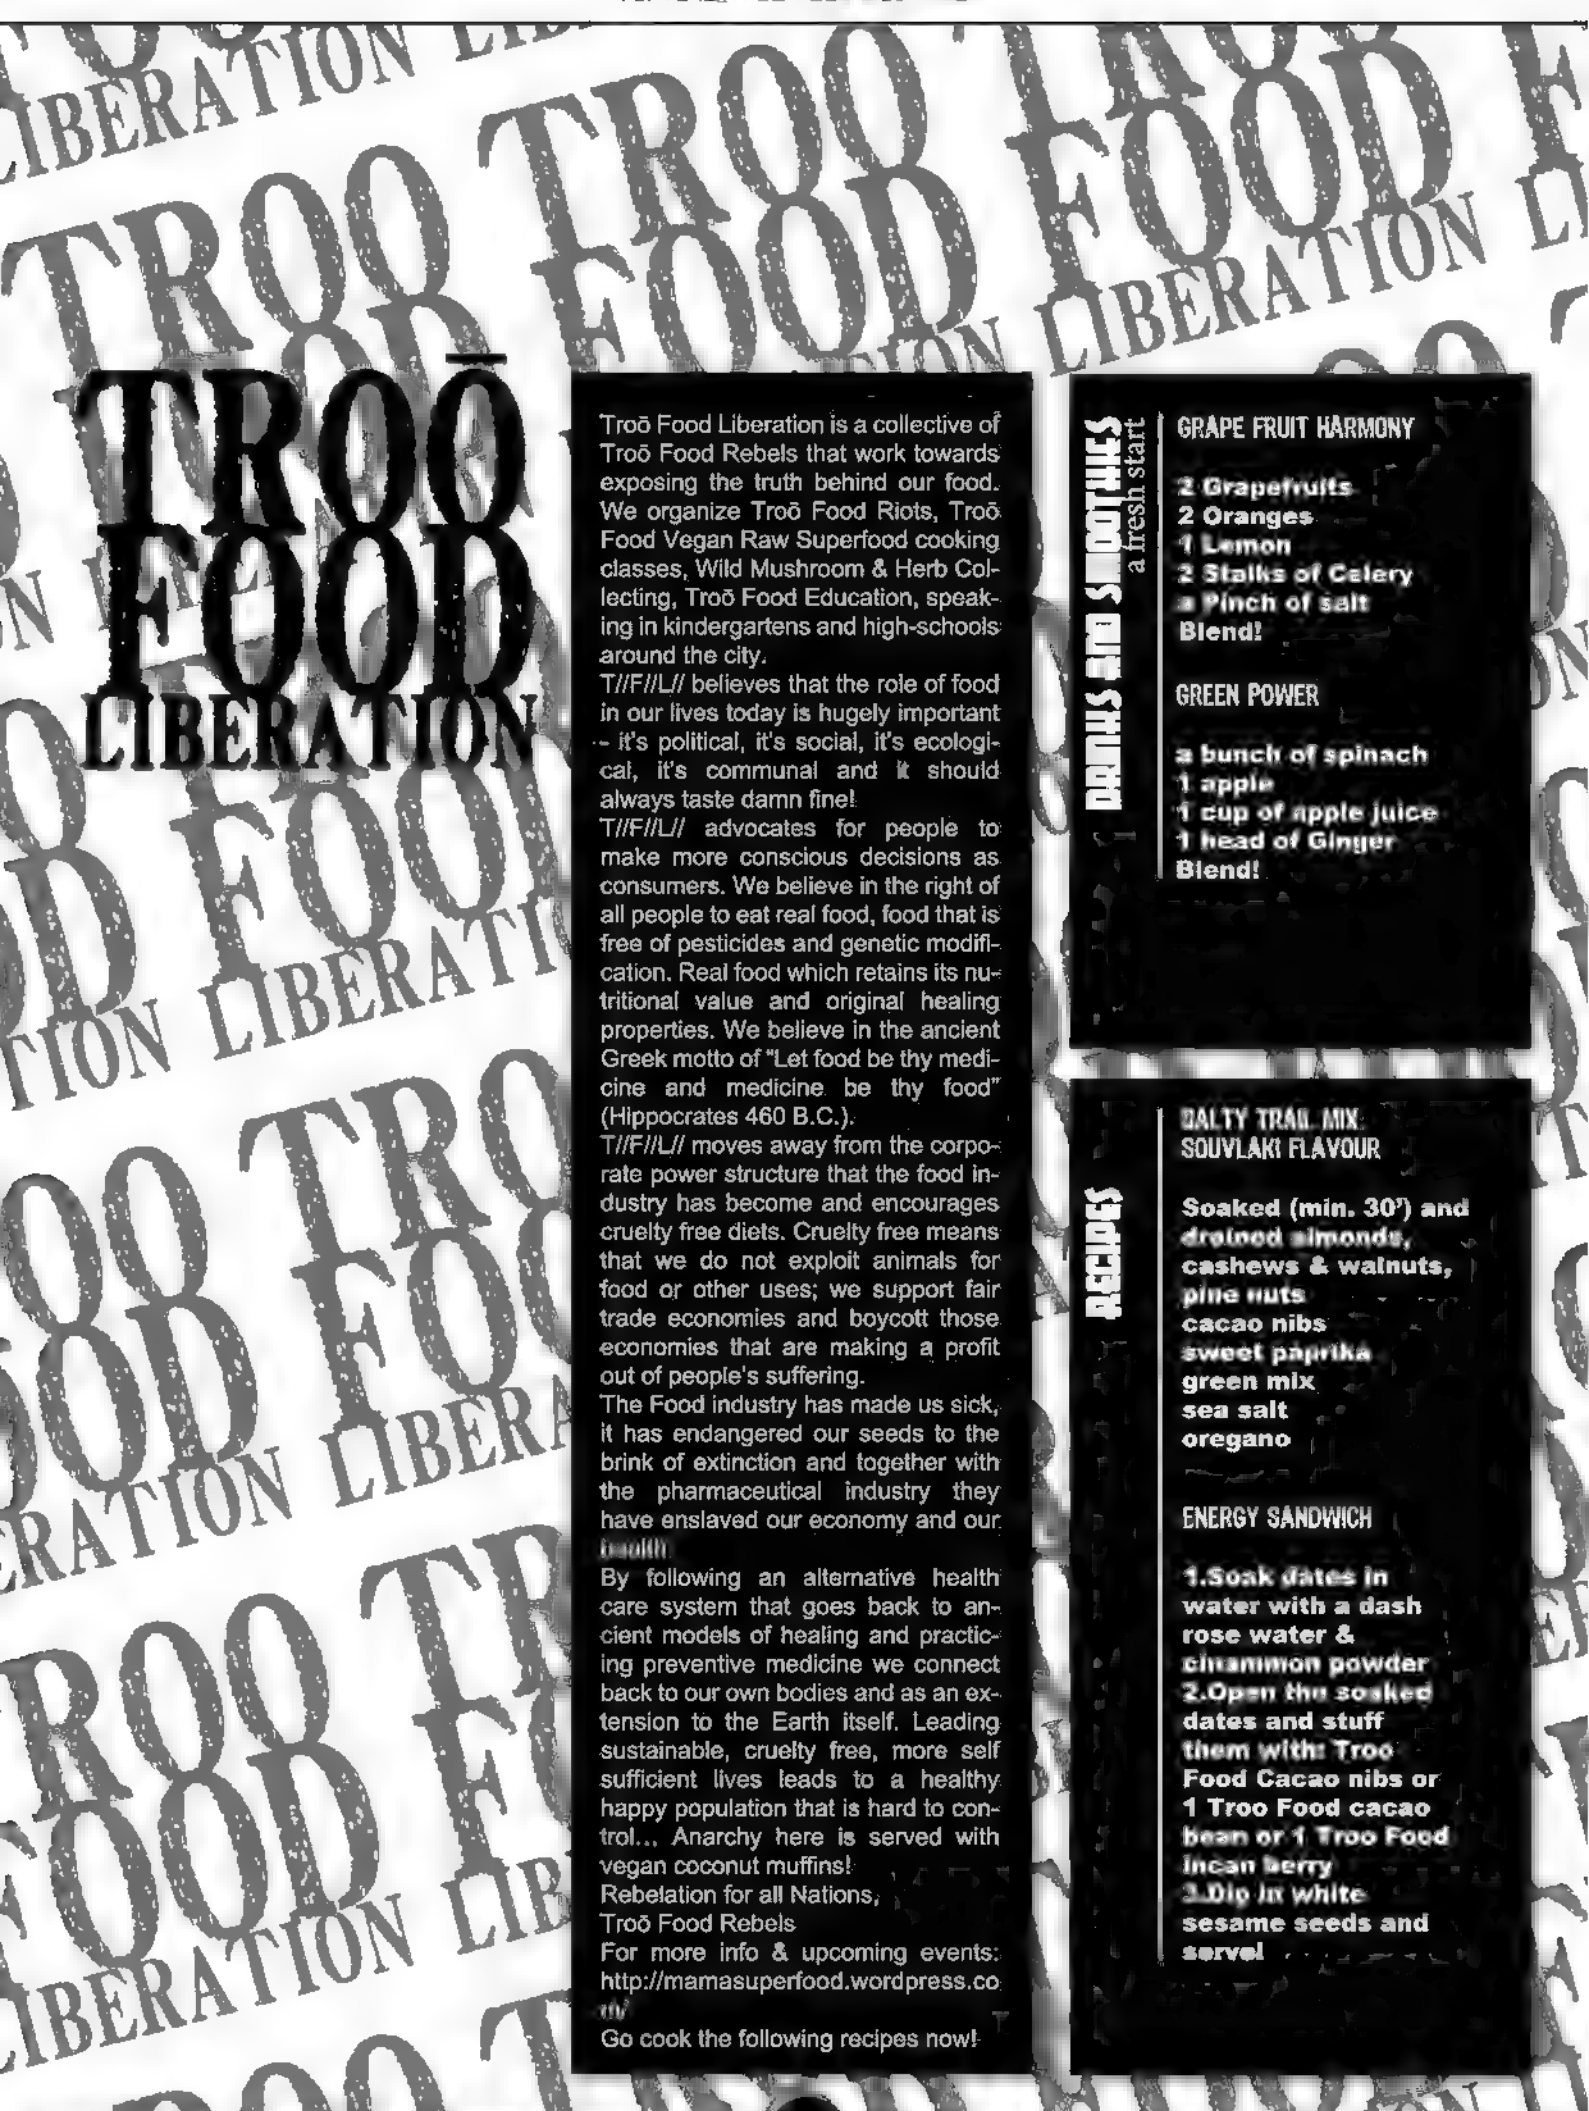 TROŌ
FOOD
LIBERATION
Troō Food Liberation is a collective of
Troō Food Rebels that work towards
exposing the truth behind our food.
We organize Troō Food Riots, Troō
Food Vegan Raw Superfood cooking
classes, Wild Mushroom & Herb Col-
lecting, Troō Food Education, speak-
ing in kindergartens and high-schools
around the city.
T//F//L// believes that the role of food
in our lives today is hugely important
– it's political, it's social, it's ecologi-
cal, it's communal and it should
always taste damn fine!
T//F//L// advocates for people to
make more conscious decisions as
consumers. We believe in the right of
all people to eat real food, food that is
free of pesticides and genetic modifi-
cation. Real food which retains its nu-
tritional value and original healing
properties. We believe in the ancient
Greek motto of "Let food be thy medi-
cine and medicine be thy food"
(Hippocrates 460 B.C.).
T//F//L// moves away from the corpo-
rate power structure that the food in-
dustry has become and encourages
cruelty free diets. Cruelty free means
that we do not exploit animals for
food or other uses; we support fair
trade economies and boycott those
economies that are making a profit
out of people's suffering.
The Food industry has made us sick,
it has endangered our seeds to the
brink of extinction and together with
the pharmaceutical industry they
have enslaved our economy and our
health.
By following an alternative health
care system that goes back to an-
cient models of healing and practic-
ing preventive medicine we connect
back to our own bodies and as an ex-
tension to the Earth itself. Leading
sustainable, cruelty free, more self
sufficient lives leads to a healthy
happy population that is hard to con-
trol... Anarchy here is served with
vegan coconut muffins!
Rebelation for all Nations,
Troō Food Rebels
For more info & upcoming events:
http://mamasuperfood.wordpress.co
m/
Go cook the following recipes now!
DRINKS AND SMOOTHIES
a fresh start
GRAPE FRUIT HARMONY
2 Grapefruits
2 Oranges
1 Lemon
2 Stalks of Celery
a Pinch of salt
Blend!
GREEN POWER
a bunch of spinach
1 apple
1 cup of apple juice
1 head of Ginger
Blend!
RECIPES
SALTY TRAIL MIX:
SOUVLAKI FLAVOUR
Soaked (min. 30') and
drained almonds,
cashews & walnuts,
pine nuts
cacao nibs
sweet paprika
green mix
sea salt
oregano
ENERGY SANDWICH
1.Soak dates in
water with a dash
rose water &
cinammon powder
2.Open the soaked
dates and stuff
them with: Troo
Food Cacao nibs or
1 Troo Food cacao
bean or 1 Troo Food
incan berry
3.Dip in white
sesame seeds and
serve!